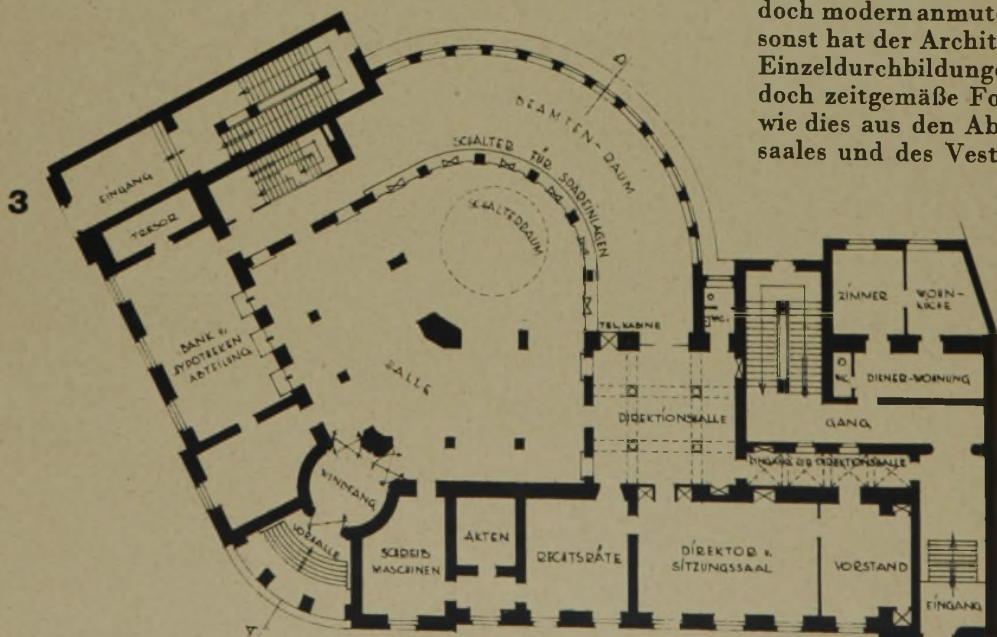 doch modern anmut
sonst hat der Archit
Einzeldurchbildunge
doch zeitgemäße Fo
wie dies aus den Ab
saales und des Vest
3
BEAMTEN-RAUM
SCHALTER FÜR SPAREINLAGEN
SCHALTERRAUM
EINGANG
TRESOR
BANK u.
HYPOTEKEN
ABTEILUNG
HALLE
TEL. KABINE
W.C.
ZIMMER
WOHN-
KÜCHE
W.C.
DIENER-WOHNUNG
DIREKTIONSHALLE
GANG
EINGANG ZUR DIREKTIONSHALLE
WINDFANG
VORHALLE
SCHREIB
MASCHINEN
AKTEN
RECHTSRÄTE
DIREKTOR u.
SITZUNGSSAAL
VORSTAND
EINGANG